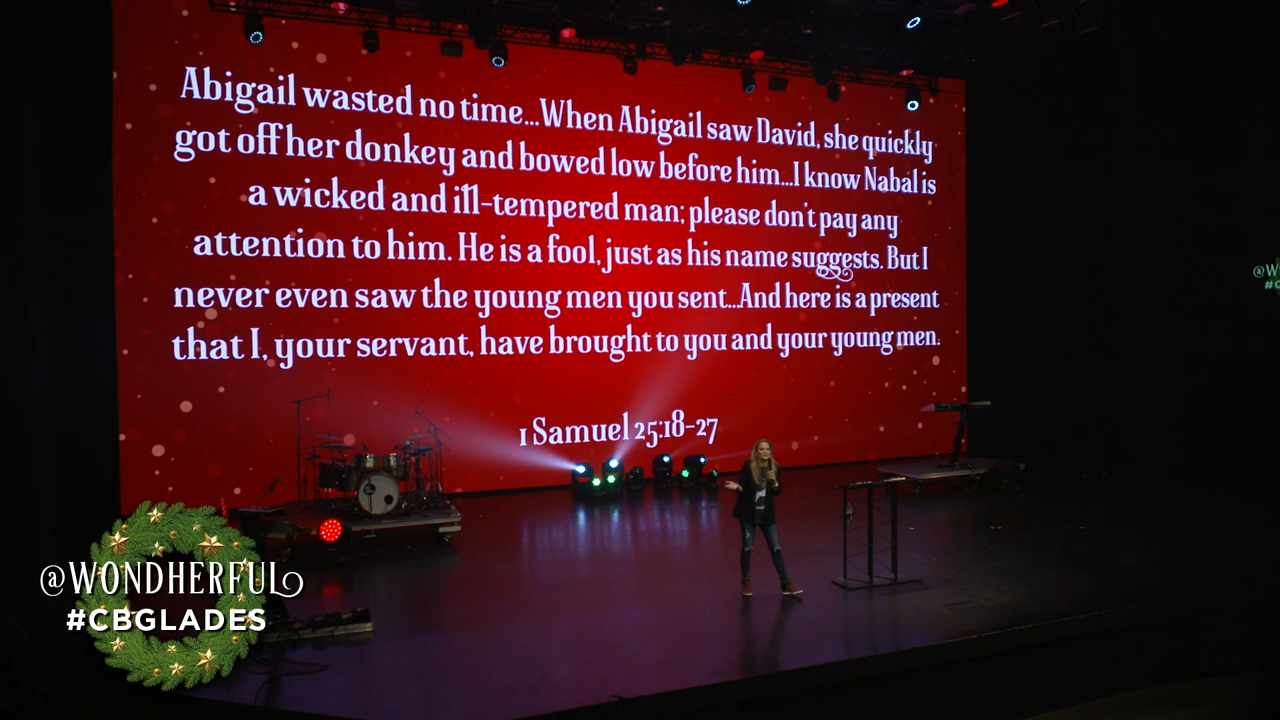 Abigail wasted no time...When Abigail saw David, she quickly
got off her donkey and bowed low before him...I know Nabal is
a wicked and ill-tempered man; please don't pay any
attention to him. He is a fool, just as his name suggests. But I
never even saw the young men you sent...And here is a present
that I, your servant, have brought to you and your young men.
1 Samuel 25:18-27
@WONDHERFUL
#CBGLADES